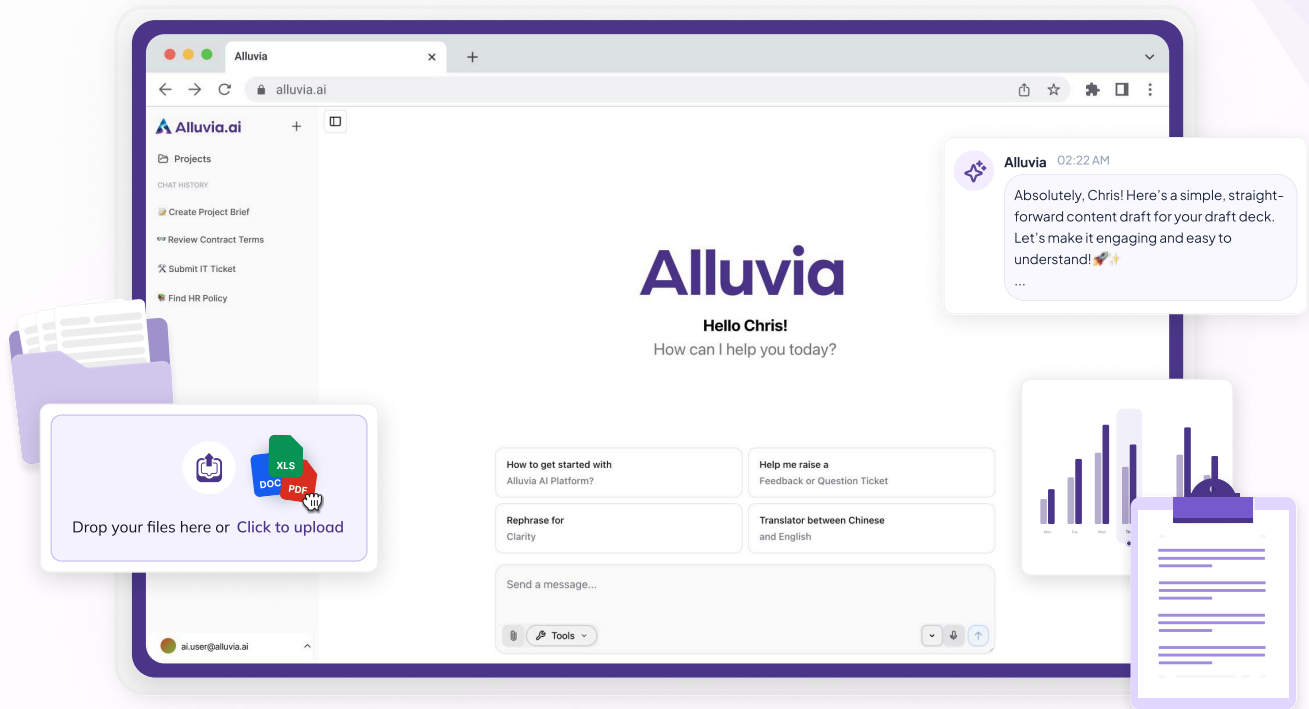 Alluvia
alluvia.ai
Alluvia.ai
Projects
CHAT HISTORY
Create Project Brief
Review Contract Terms
Submit IT Ticket
Find HR Policy
ai.user@alluvia.ai
Alluvia
Hello Chris!
How can I help you today?
How to get started with
Alluvia AI Platform?
Help me raise a
Feedback or Question Ticket
Rephrase for
Clarity
Translator between Chinese
and English
Send a message...
Tools
Alluvia 02:22 AM
Absolutely, Chris! Here's a simple, straight-
forward content draft for your draft deck.
Let's make it engaging and easy to
understand!🚀✨
...
DOC
XLS
PDF
Drop your files here or Click to upload
Mon
Tue
Wed